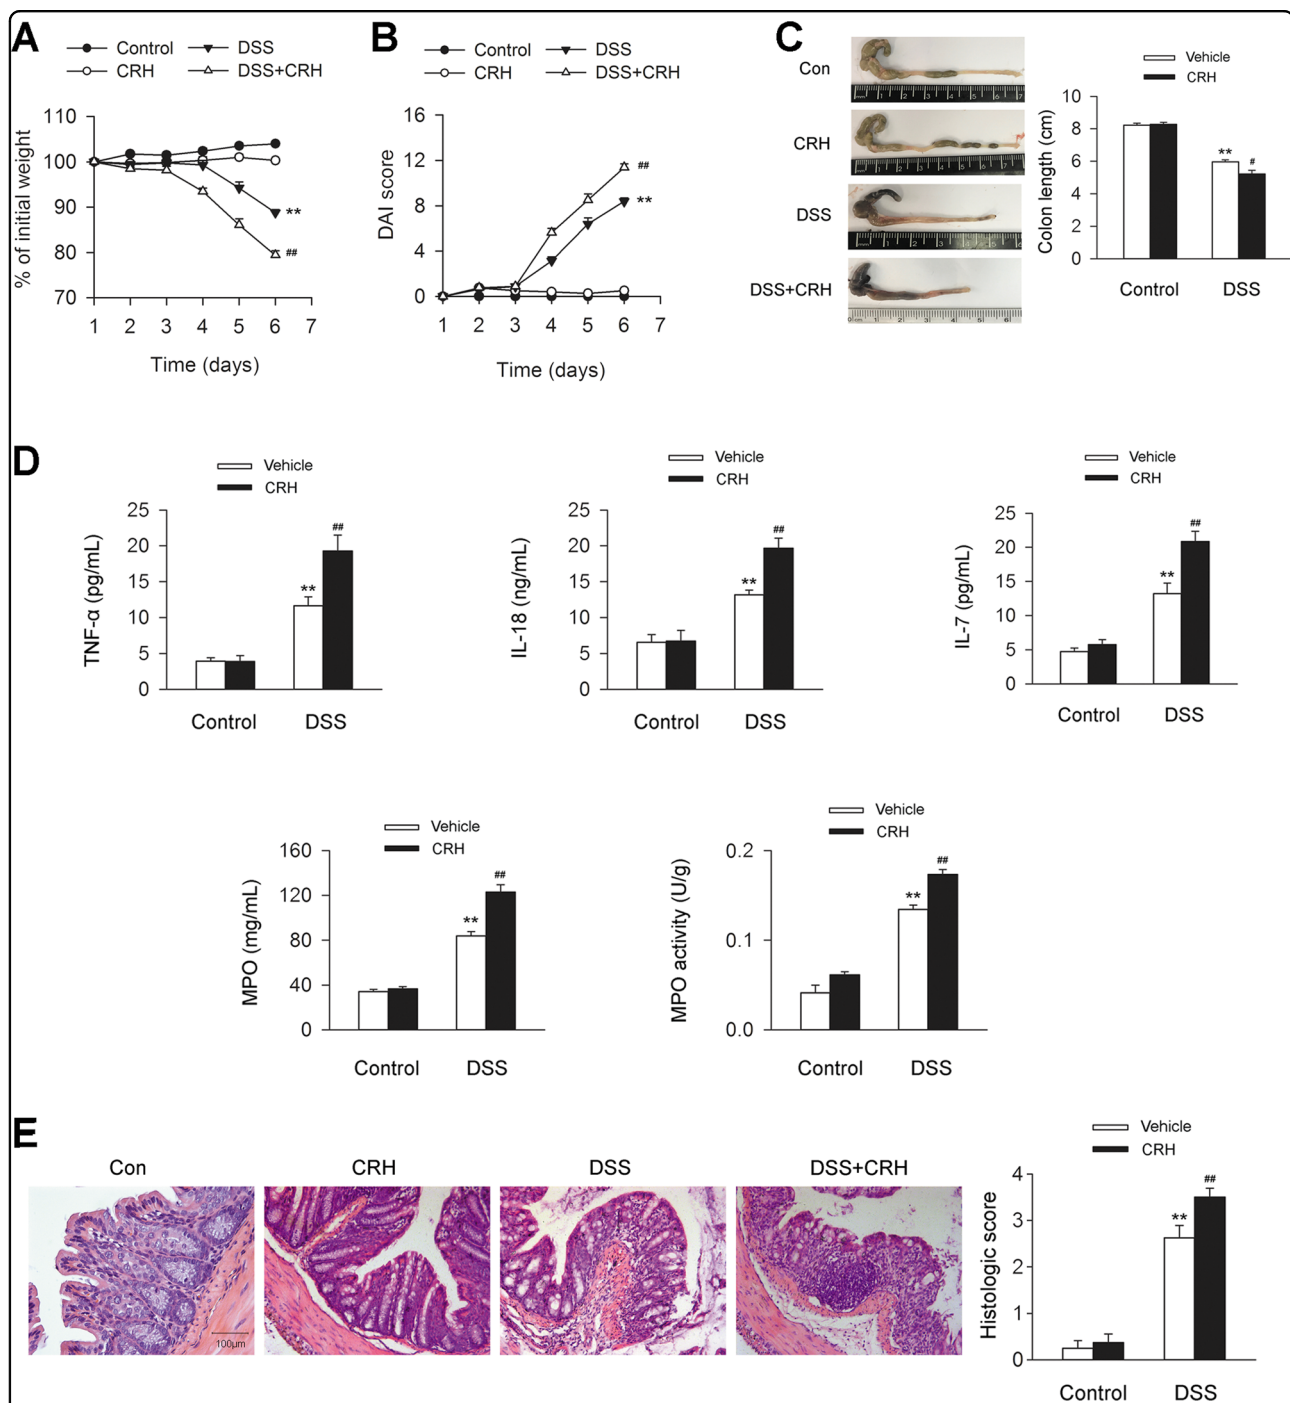 A
Control
DSS
CRH
DSS+CRH
110
100
90
80
70
% of initial weight
**
##
1 2 3 4 5 6 7
Time (days)
B
Control
DSS
CRH
DSS+CRH
16
12
8
4
0
DAI score
##
**
1 2 3 4 5 6 7
Time (days)
C
Con
CRH
DSS
DSS+CRH
Vehicle
CRH
10
8
6
4
2
0
Colon length (cm)
**
#
Control DSS
D
Vehicle
CRH
25
20
15
10
5
0
TNF-α (pg/mL)
**
##
Control DSS
Vehicle
CRH
25
20
15
10
5
0
IL-18 (ng/mL)
**
##
Control DSS
Vehicle
CRH
25
20
15
10
5
0
IL-7 (pg/mL)
**
##
Control DSS
Vehicle
CRH
160
120
80
40
0
MPO (mg/mL)
**
##
Control DSS
Vehicle
CRH
0.2
0.1
0.0
MPO activity (U/g)
**
##
Control DSS
E
Con
CRH
DSS
DSS+CRH
100μm
Vehicle
CRH
4
3
2
1
0
Histologic score
**
##
Control DSS